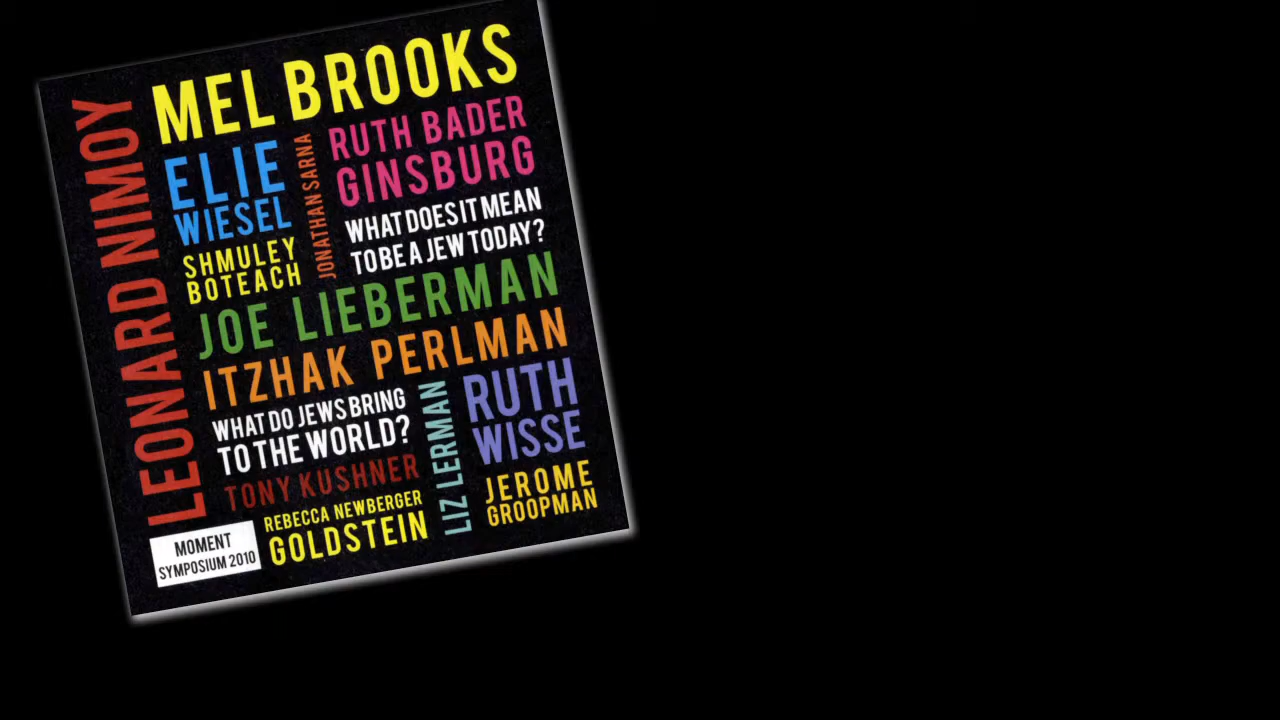 LEONARD NIMOY
MEL BROOKS
ELIE
WIESEL
JONATHAN SARNA
RUTH BADER
GINSBURG
SHMULEY
BOTEACH
WHAT DOES IT MEAN
TO BE A JEW TODAY?
JOE LIEBERMAN
ITZHAK PERLMAN
WHAT DO JEWS BRING
TO THE WORLD?
LIZ LERMAN
RUTH
WISSE
TONY KUSHNER
JEROME
GROOPMAN
REBECCA NEWBERGER
GOLDSTEIN
MOMENT
SYMPOSIUM 2010